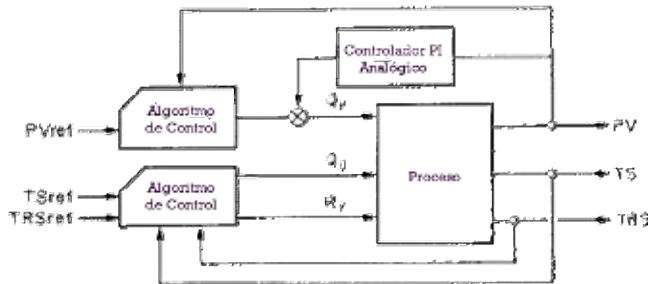 Controlador PI
Analógico
Algoritmo
de Control
PVref
PV
Algoritmo
de Control
TSref
TRSref
Proceso
TS
TRS